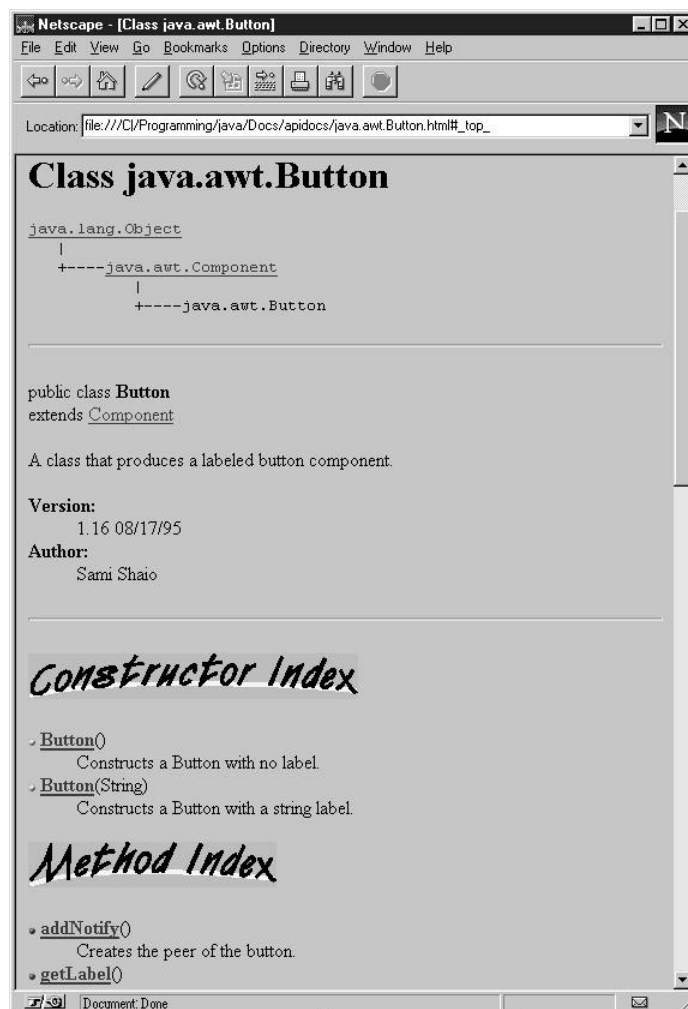 Netscape - [Class java.awt.Button]
File Edit View Go Bookmarks Options Directory Window Help
Location: file:///C|/Programming/java/Docs/apidocs/java.awt.Button.html#_top_
N
Class java.awt.Button
java.lang.Object
|
+----java.awt.Component
|
+----java.awt.Button
public class Button
extends Component
A class that produces a labeled button component.
Version:
1.16 08/17/95
Author:
Sami Shaio
Constructor Index
Button()
Constructs a Button with no label.
Button(String)
Constructs a Button with a string label.
Method Index
addNotify()
Creates the peer of the button.
getLabel()
Document: Done